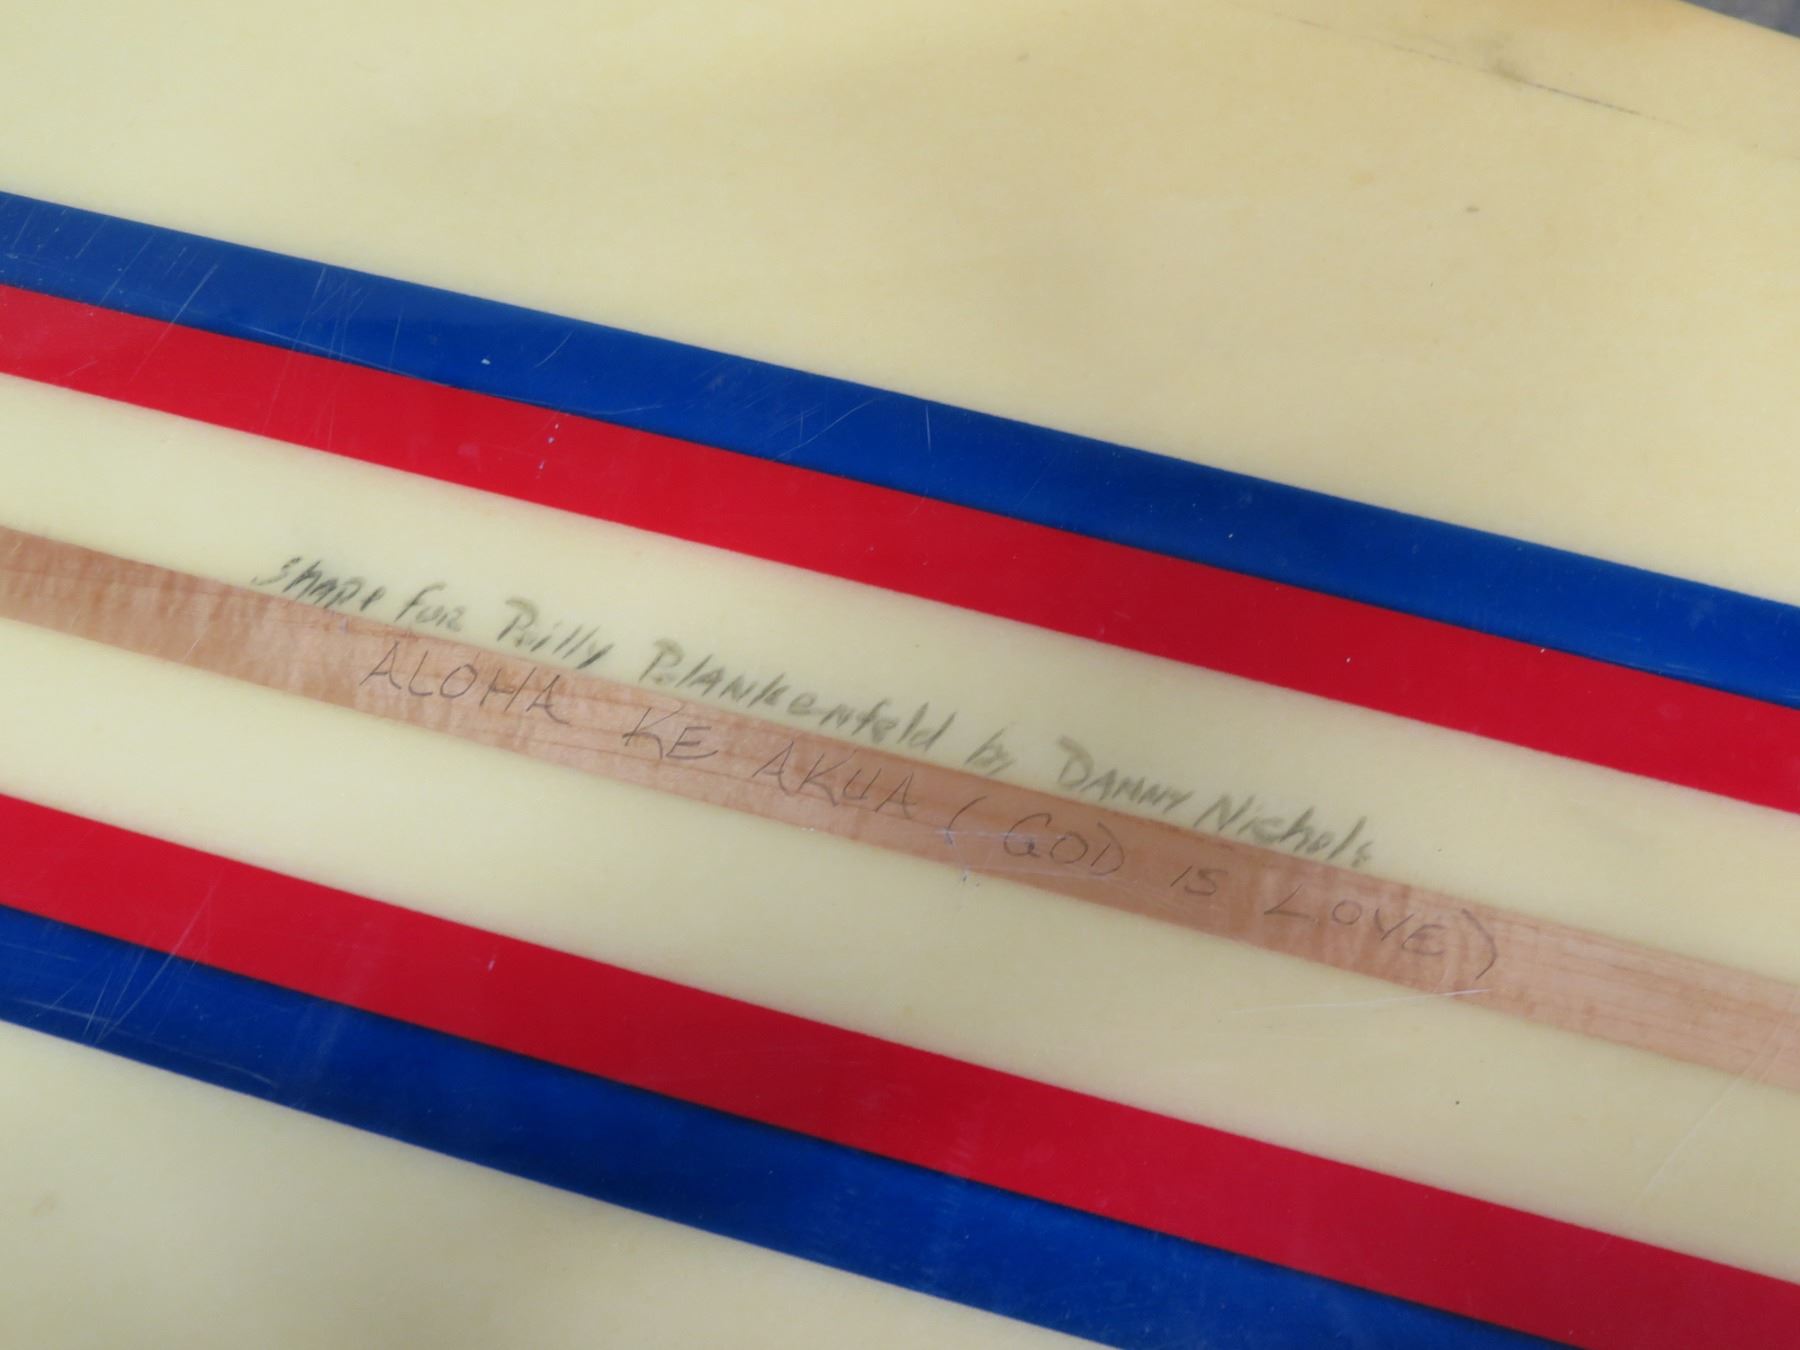 shape for Billy Blankenfeld by Danny Nichols
ALOHA KE AKUA (GOD IS LOVE)